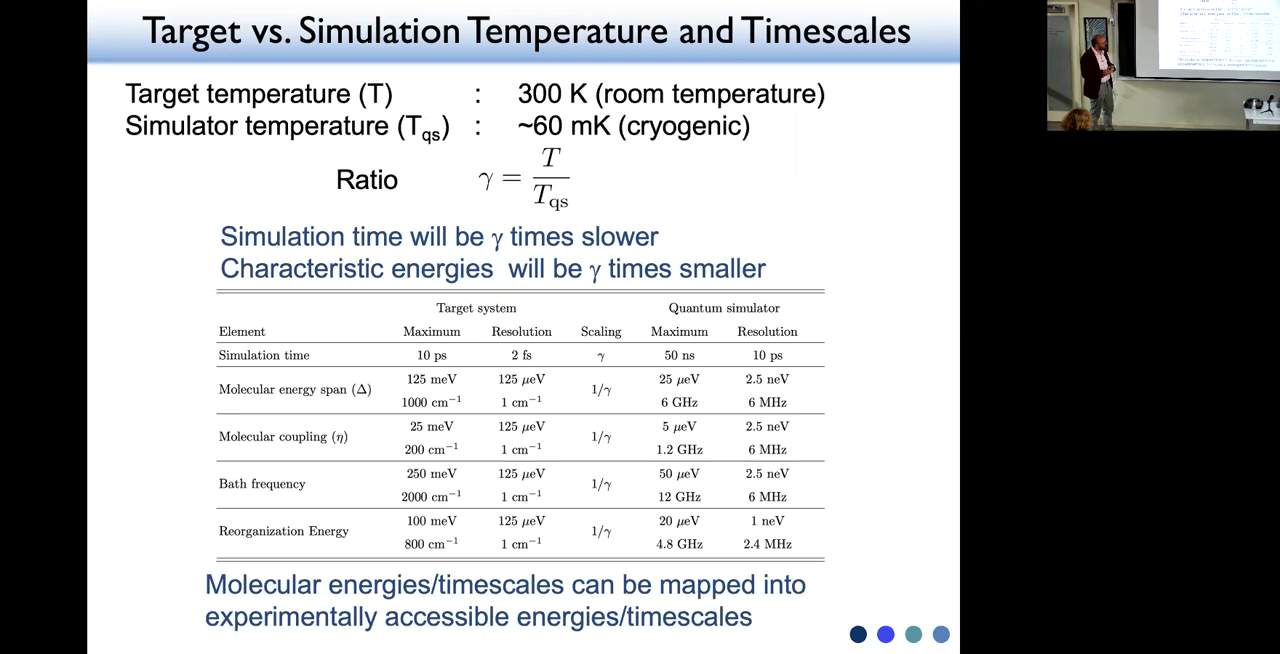 Target vs. Simulation Temperature and Timescales
Target temperature (T) : 300 K (room temperature)
Simulator temperature (Tqs) : ~60 mK (cryogenic)
Ratio γ = T / Tqs
Simulation time will be γ times slower
Characteristic energies will be γ times smaller
Target system Quantum simulator
Element Maximum Resolution Scaling Maximum Resolution
Simulation time 10 ps 2 fs γ 50 ns 10 ps
Molecular energy span (Δ) 125 meV 125 μeV 1/γ 25 μeV 2.5 neV
1000 cm⁻¹ 1 cm⁻¹ 6 GHz 6 MHz
Molecular coupling (η) 25 meV 125 μeV 1/γ 5 μeV 2.5 neV
200 cm⁻¹ 1 cm⁻¹ 1.2 GHz 6 MHz
Bath frequency 250 meV 125 μeV 1/γ 50 μeV 2.5 neV
2000 cm⁻¹ 1 cm⁻¹ 12 GHz 6 MHz
Reorganization Energy 100 meV 125 μeV 1/γ 20 μeV 1 neV
800 cm⁻¹ 1 cm⁻¹ 4.8 GHz 2.4 MHz
Molecular energies/timescales can be mapped into
experimentally accessible energies/timescales